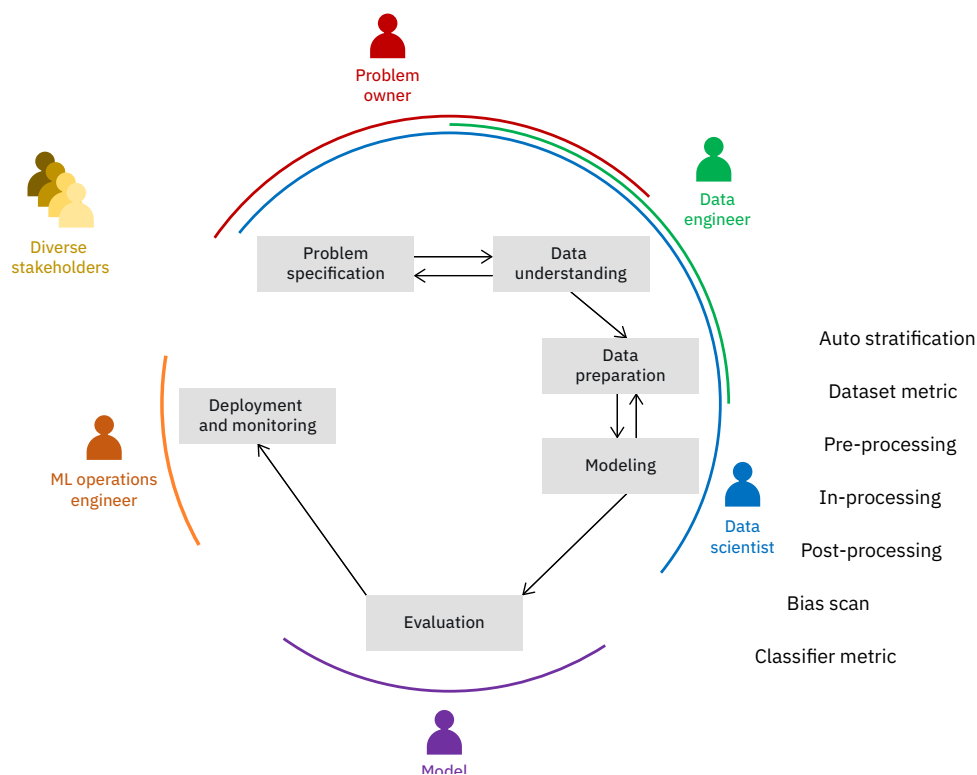 Problem
owner
Data
engineer
Diverse
stakeholders
Problem
specification
Data
understanding
Auto stratification
Data
preparation
Dataset metric
Deployment
and monitoring
Pre-processing
Modeling
ML operations
engineer
In-processing
Data
scientist
Post-processing
Bias scan
Evaluation
Classifier metric
Model